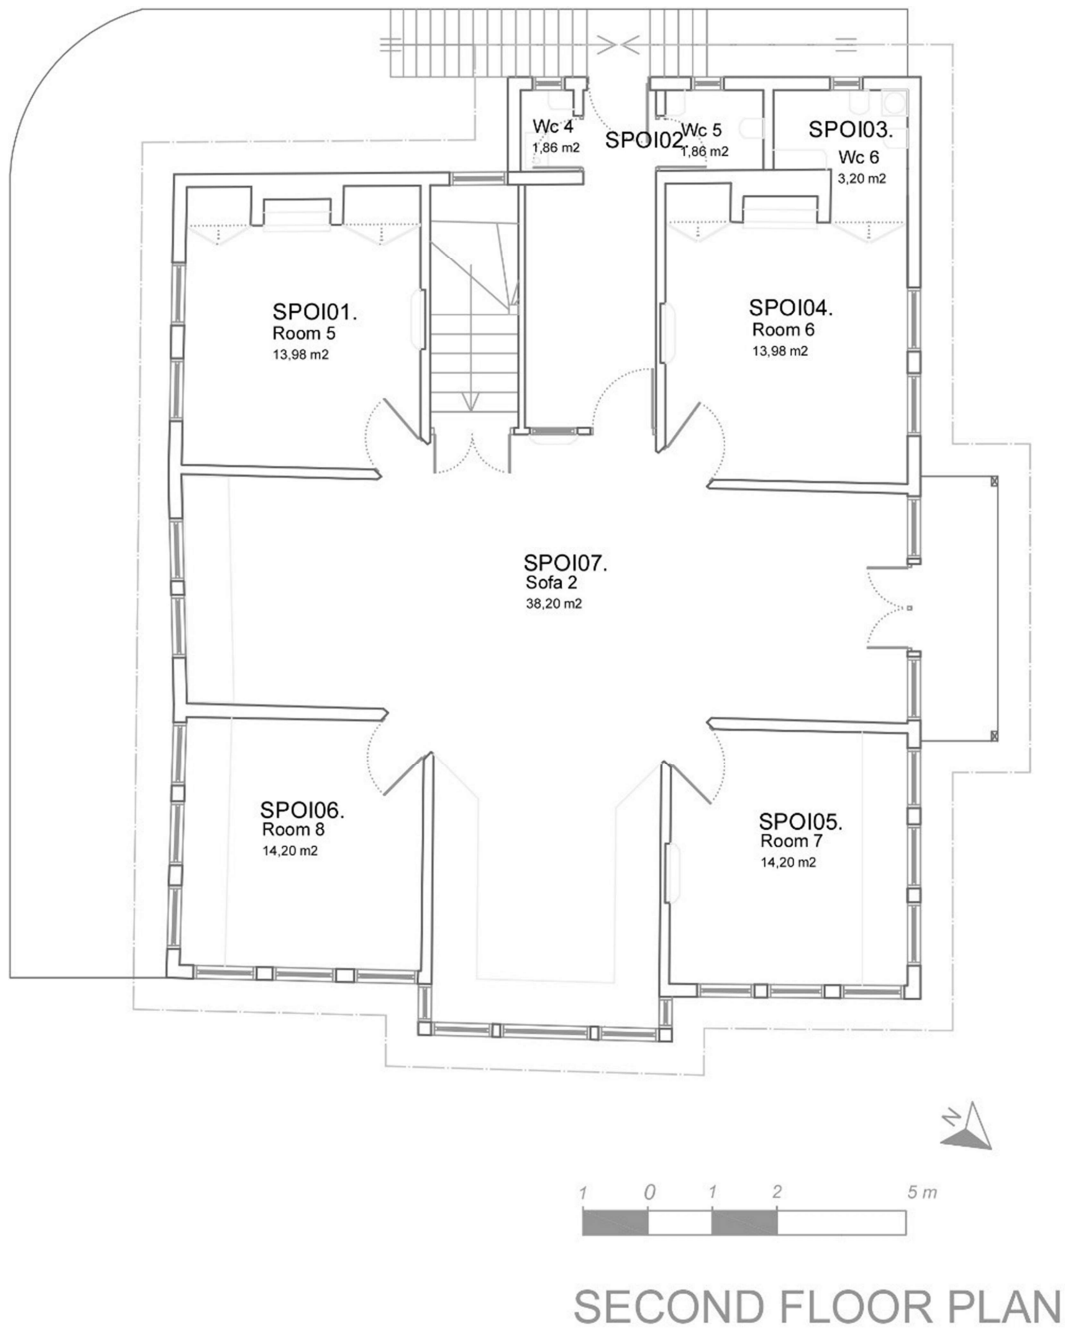 Wc 4
1,86 m2
SPOI02.
Wc 5
1,86 m2
SPOI03.
Wc 6
3,20 m2
SPOI01.
Room 5
13,98 m2
SPOI04.
Room 6
13,98 m2
SPOI07.
Sofa 2
38,20 m2
SPOI06.
Room 8
14,20 m2
SPOI05.
Room 7
14,20 m2
N
1 0 1 2 5 m
SECOND FLOOR PLAN